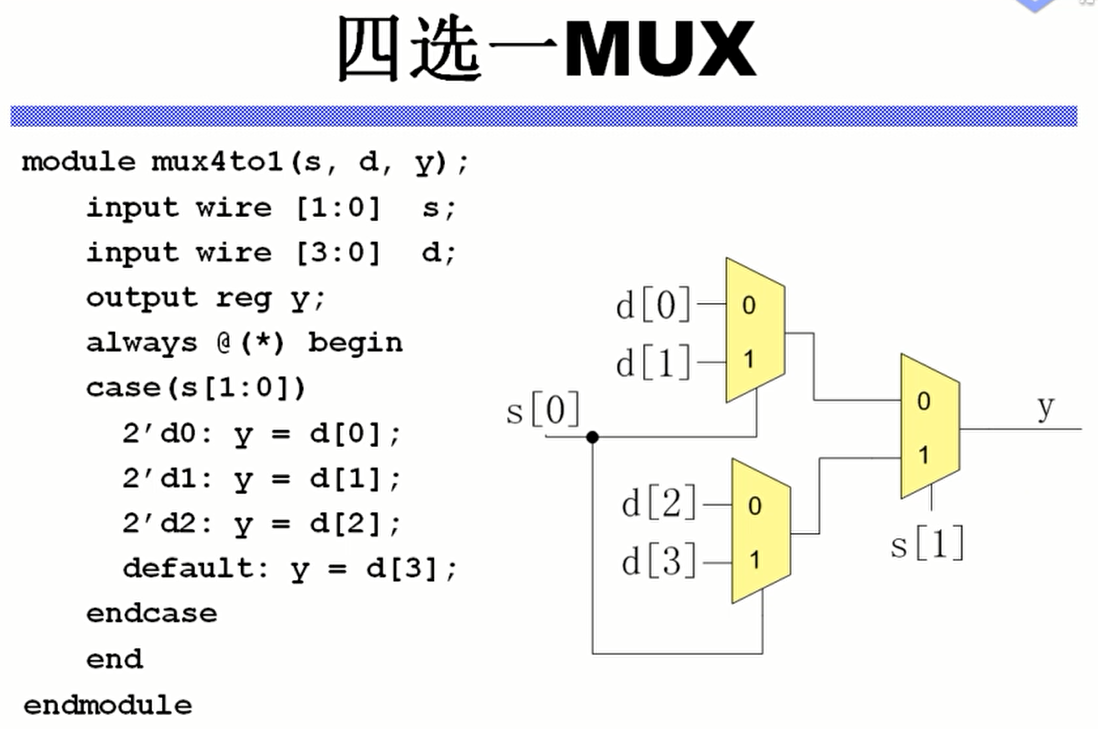 四选一MUX
module mux4to1(s, d, y);
input wire [1:0] s;
input wire [3:0] d;
output reg y;
always @(*) begin
case(s[1:0])
2'd0: y = d[0];
2'd1: y = d[1];
2'd2: y = d[2];
default: y = d[3];
endcase
end
endmodule
d[0]
0
d[1]
1
s[0]
d[2]
0
d[3]
1
0
1
y
s[1]